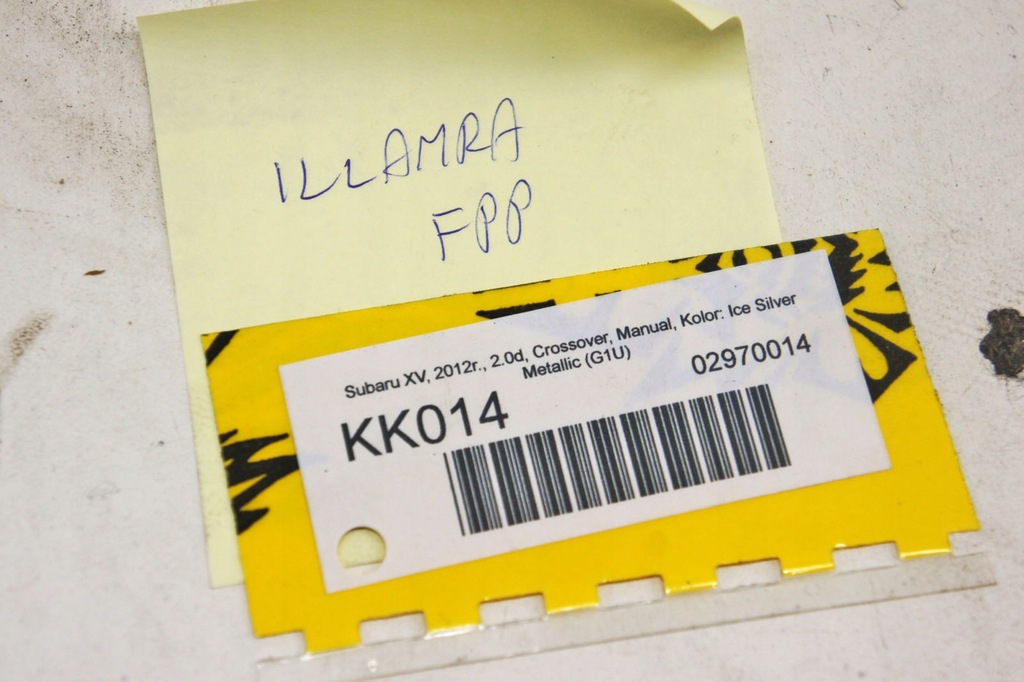 ILLAMRA
FPP
Subaru XV, 2012r., 2.0d, Crossover, Manual, Kolor: Ice Silver
Metallic (G1U)
KK014
02970014